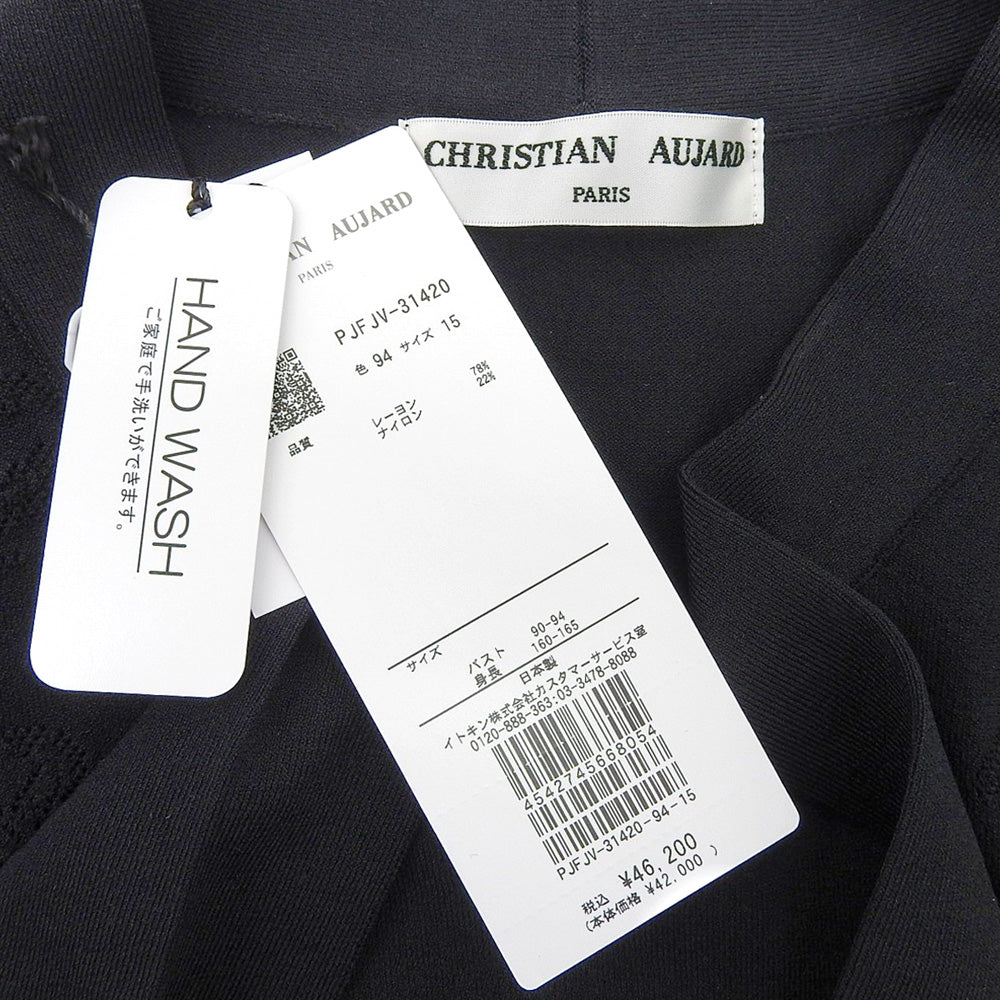 CHRISTIAN AUJARD
PARIS
HAND WASH
ご家庭で手洗いができます。
AN AUJARD
PARIS
PJFJV-31420
色 94 サイズ 15
品質
レーヨン 78%
ナイロン 22%
サイズ
バスト 90-94
身長 160-165
日本製
イトキン株式会社カスタマーサービス室
0120-888-363:03-3478-8088
4542745668054
PJFJV-31420-94-15
税込 ¥46,200
(本体価格 ¥42,000 )